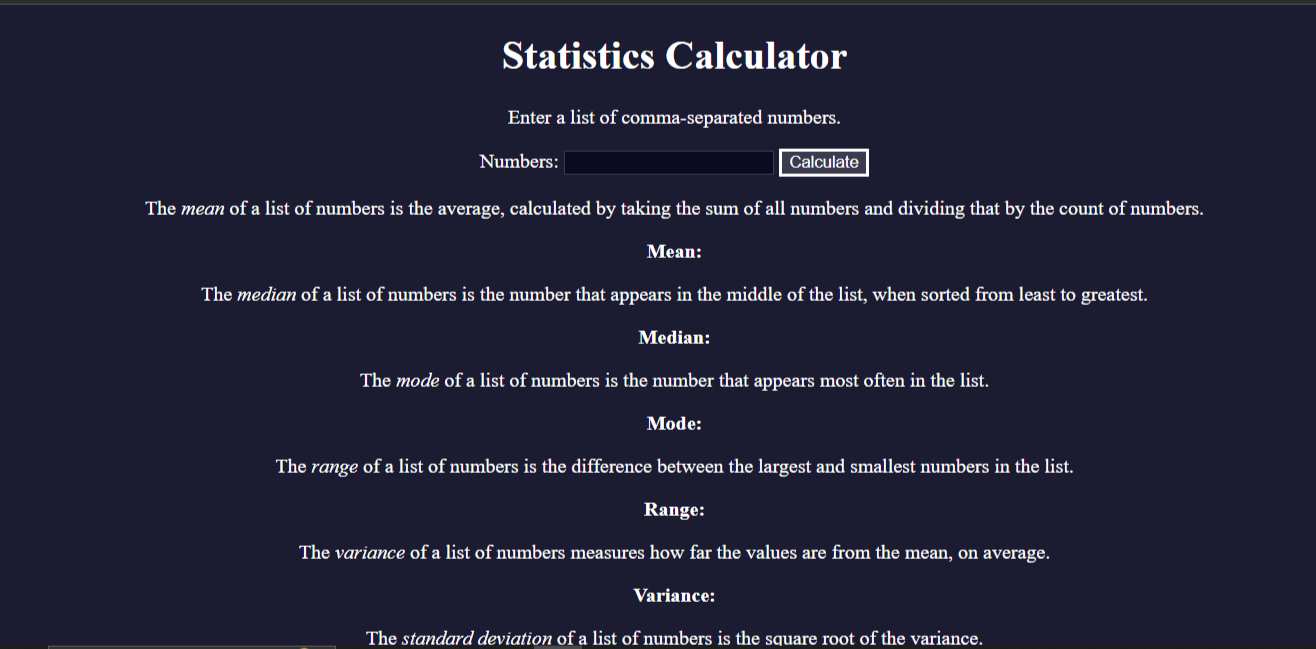 Statistics Calculator
Enter a list of comma-separated numbers.
Numbers: Calculate
The mean of a list of numbers is the average, calculated by taking the sum of all numbers and dividing that by the count of numbers.
Mean:
The median of a list of numbers is the number that appears in the middle of the list, when sorted from least to greatest.
Median:
The mode of a list of numbers is the number that appears most often in the list.
Mode:
The range of a list of numbers is the difference between the largest and smallest numbers in the list.
Range:
The variance of a list of numbers measures how far the values are from the mean, on average.
Variance:
The standard deviation of a list of numbers is the square root of the variance.